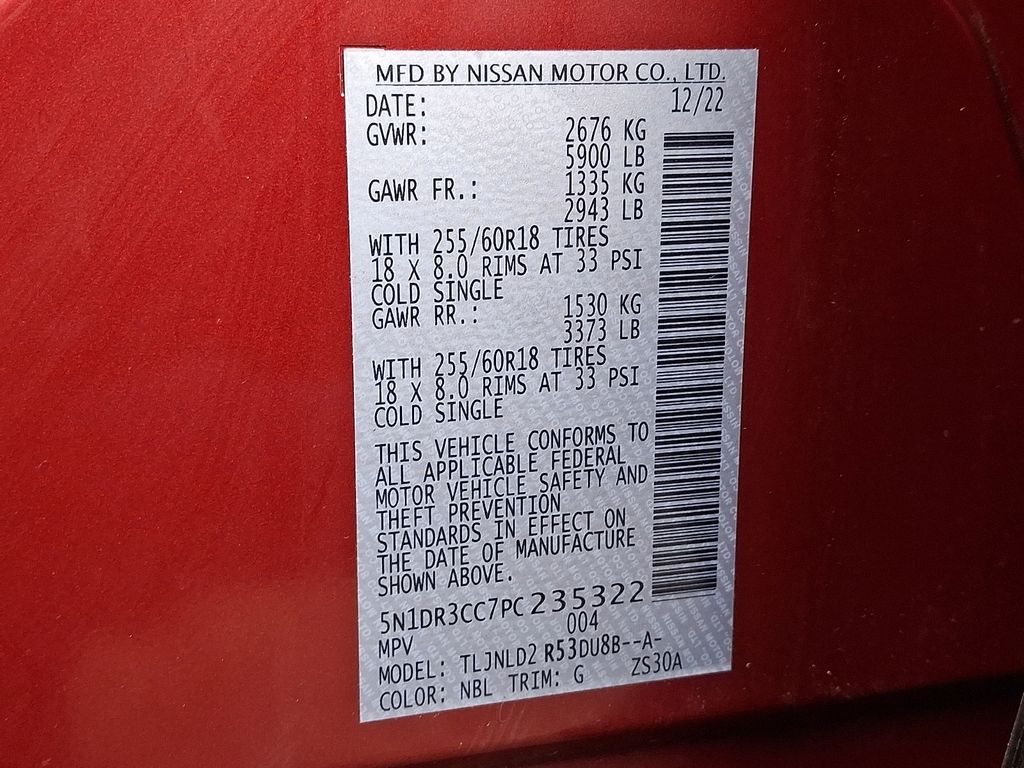 MFD BY NISSAN MOTOR CO., LTD.
DATE: 12/22
GVWR: 2676 KG
5900 LB
GAWR FR.: 1335 KG
2943 LB
WITH 255/60R18 TIRES
18 X 8.0 RIMS AT 33 PSI
COLD SINGLE
GAWR RR.: 1530 KG
3373 LB
WITH 255/60R18 TIRES
18 X 8.0 RIMS AT 33 PSI
COLD SINGLE
THIS VEHICLE CONFORMS TO
ALL APPLICABLE FEDERAL
MOTOR VEHICLE SAFETY AND
THEFT PREVENTION
STANDARDS IN EFFECT ON
THE DATE OF MANUFACTURE
SHOWN ABOVE.
5N1DR3CC7PC235322
MPV 004
MODEL: TLJNLD2 R53DU8B--A-
COLOR: NBL TRIM: G ZS30A